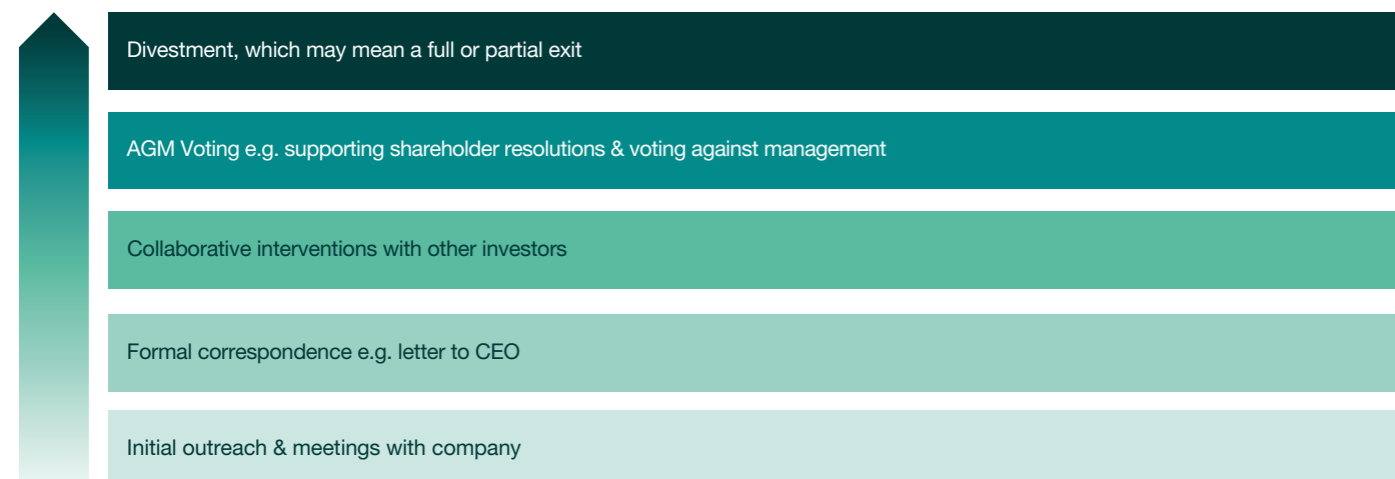 Divestment, which may mean a full or partial exit
AGM Voting e.g. supporting shareholder resolutions & voting against management
Collaborative interventions with other investors
Formal correspondence e.g. letter to CEO
Initial outreach & meetings with company